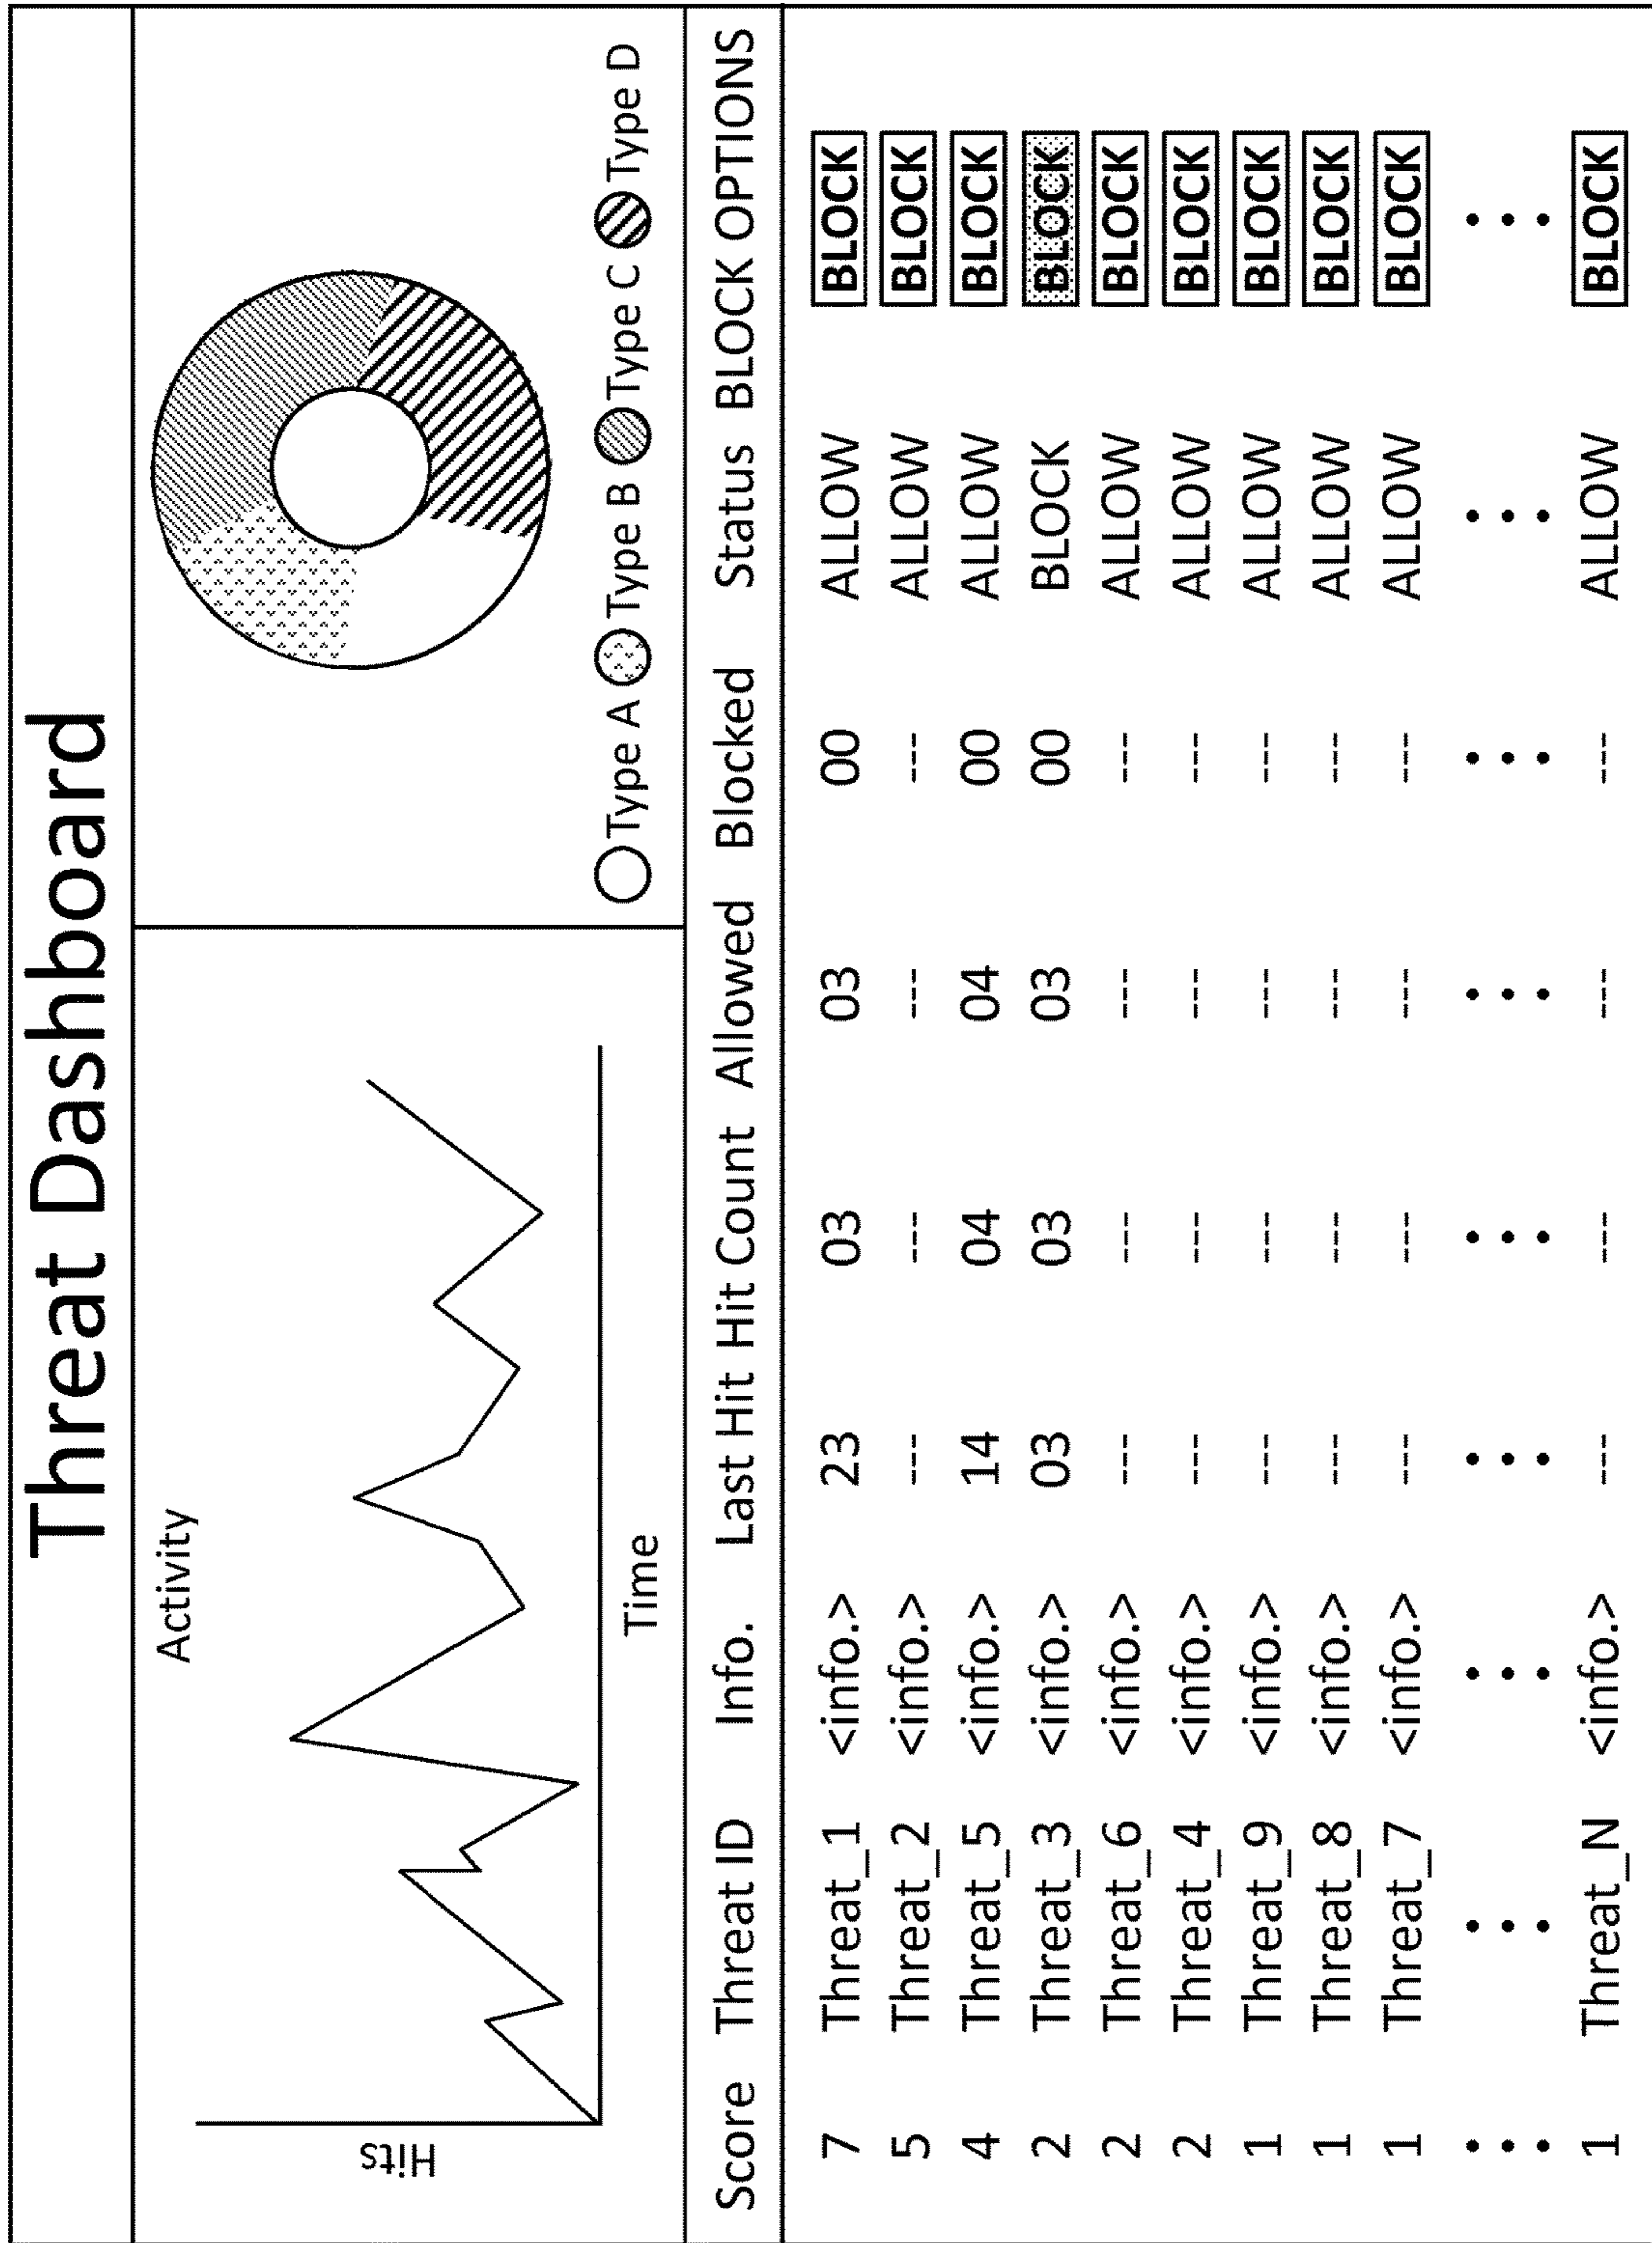 Threat Dashboard
Activity
Hits
Time
Type A Type B Type C Type D
Score Threat ID Info. Last Hit Hit Count Allowed Blocked Status BLOCK OPTIONS
7 Threat_1 <info.> 23 03 03 00 ALLOW BLOCK
5 Threat_2 <info.> --- --- --- --- ALLOW BLOCK
4 Threat_5 <info.> 14 04 04 00 ALLOW BLOCK
2 Threat_3 <info.> 03 03 03 00 BLOCK BLOCK
2 Threat_6 <info.> --- --- --- --- ALLOW BLOCK
2 Threat_4 <info.> --- --- --- --- ALLOW BLOCK
1 Threat_9 <info.> --- --- --- --- ALLOW BLOCK
1 Threat_8 <info.> --- --- --- --- ALLOW BLOCK
1 Threat_7 <info.> --- --- --- --- ALLOW BLOCK
1 Threat_N <info.> --- --- --- --- ALLOW BLOCK